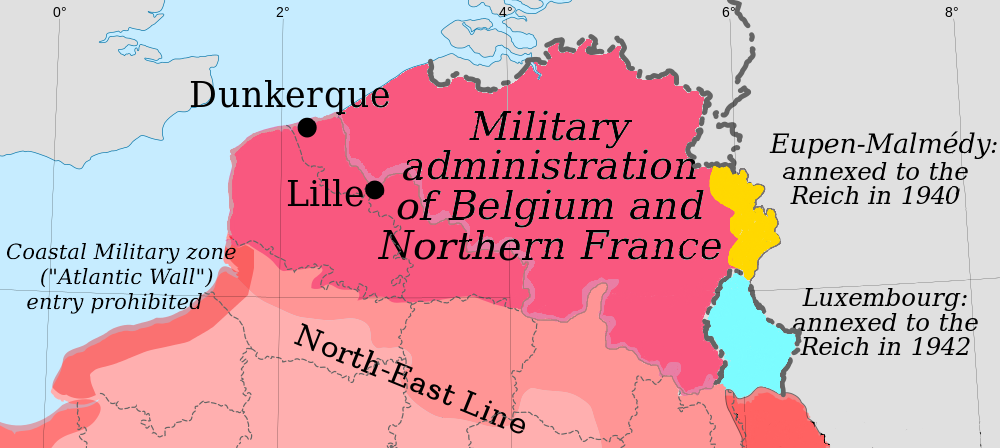 0° 2° 4° 6° 8°
Dunkerque
Lille
Military
administration
of Belgium and
Northern France
Eupen-Malmédy:
annexed to the
Reich in 1940
Coastal Military zone
("Atlantic Wall")
entry prohibited
Luxembourg:
annexed to the
Reich in 1942
North-East Line